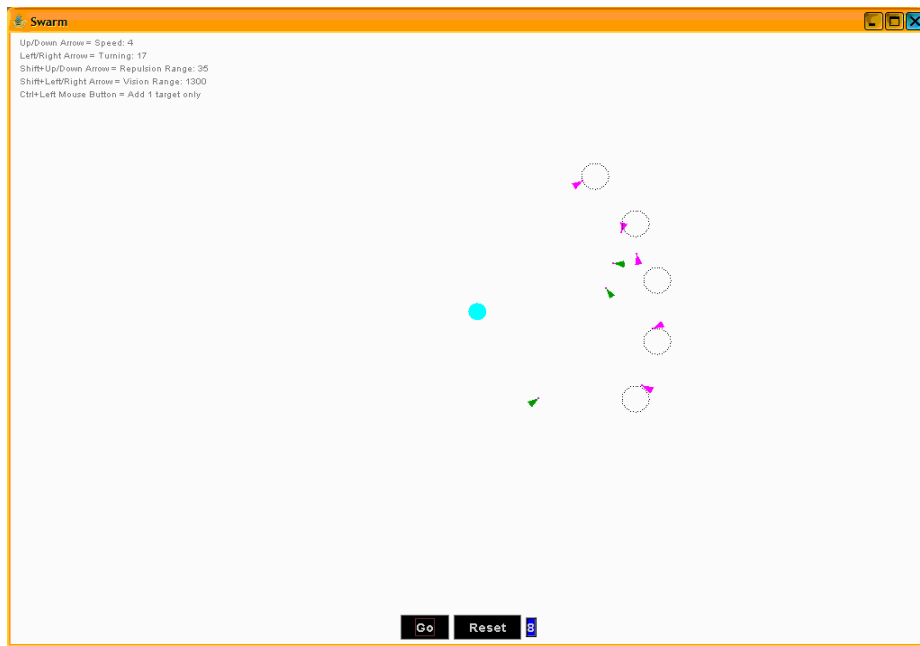 Swarm
Up/Down Arrow = Speed: 4
Left/Right Arrow = Turning: 17
Shift+Up/Down Arrow = Repulsion Range: 35
Shift+Left/Right Arrow = Vision Range: 1300
Ctrl+Left Mouse Button = Add 1 target only
Go Reset 8